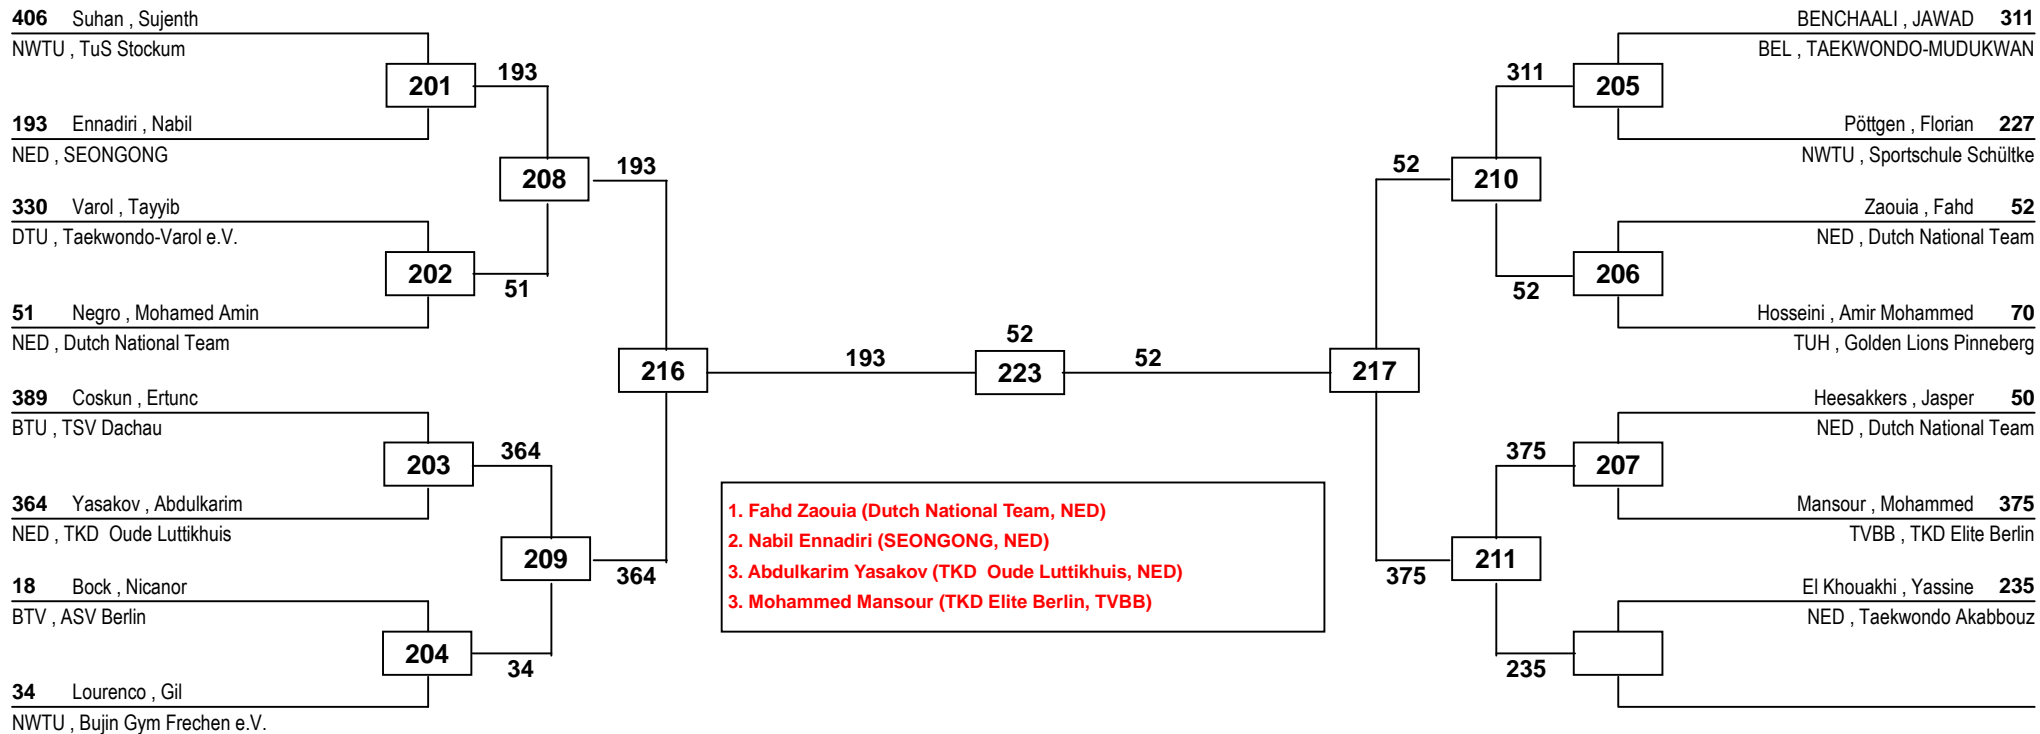 406 Suhan , Sujenth
NWTU , TuS Stockum
201
193
193 Ennadiri , Nabil
NED , SEONGONG
208
193
330 Varol , Tayyib
DTU , Taekwondo-Varol e.V.
202
51
51 Negro , Mohamed Amin
NED , Dutch National Team
216
193
389 Coskun , Ertunc
BTU , TSV Dachau
203
364
364 Yasakov , Abdulkarim
NED , TKD  Oude Luttikhuis
209
364
18 Bock , Nicanor
BTV , ASV Berlin
204
34
34 Lourenco , Gil
NWTU , Bujin Gym Frechen e.V.
52
223
52
217
1. Fahd Zaouia (Dutch National Team, NED)
2. Nabil Ennadiri (SEONGONG, NED)
3. Abdulkarim Yasakov (TKD  Oude Luttikhuis, NED)
3. Mohammed Mansour (TKD Elite Berlin, TVBB)
BENCHAALI , JAWAD 311
BEL , TAEKWONDO-MUDUKWAN
311
205
Pöttgen , Florian 227
NWTU , Sportschule Schültke
52
210
Zaouia , Fahd 52
NED , Dutch National Team
52
206
Hosseini , Amir Mohammed 70
TUH , Golden Lions Pinneberg
Heesakkers , Jasper 50
NED , Dutch National Team
375
207
Mansour , Mohammed 375
TVBB , TKD Elite Berlin
375
211
El Khouakhi , Yassine 235
NED , Taekwondo Akabbouz
235